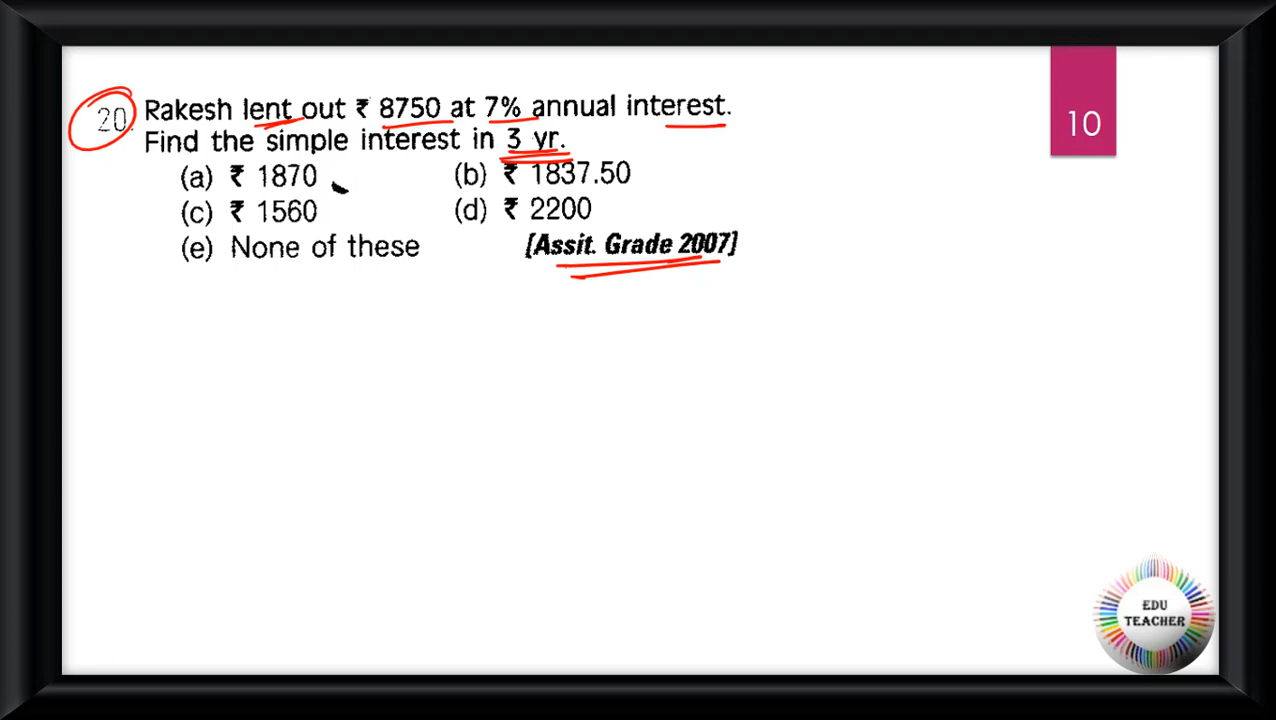 10
20. Rakesh lent out ₹ 8750 at 7% annual interest.
Find the simple interest in 3 yr.
(a) ₹ 1870 (b) ₹ 1837.50
(c) ₹ 1560 (d) ₹ 2200
(e) None of these [Assit. Grade 2007]
EDU
TEACHER